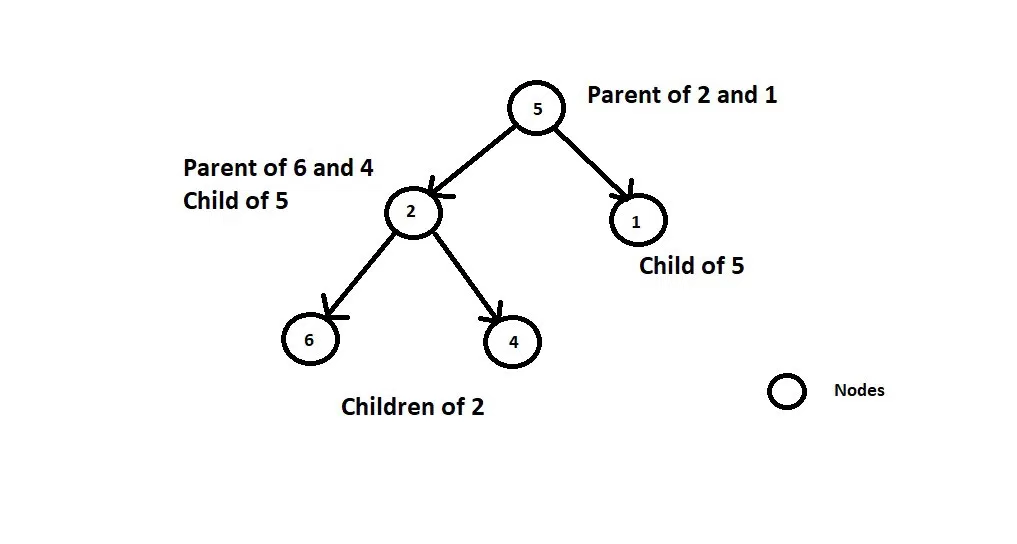 5
Parent of 2 and 1
Parent of 6 and 4
Child of 5
2
1
Child of 5
6
4
Children of 2
Nodes